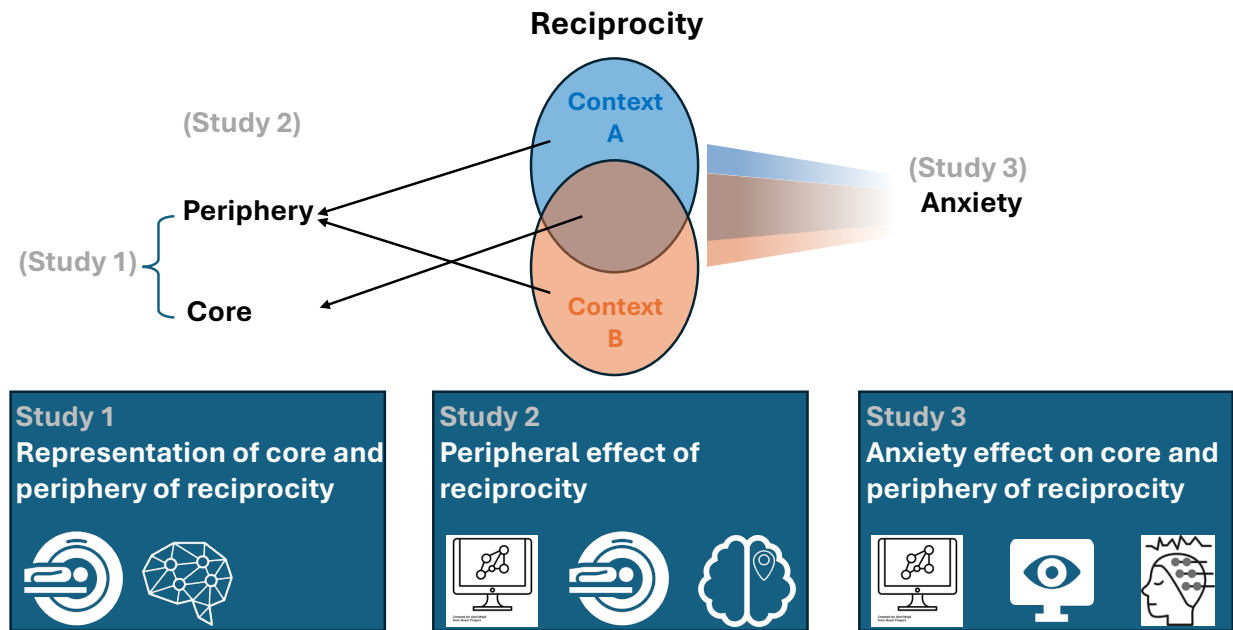 Reciprocity
Context
A
(Study 2)
(Study 3)
Anxiety
Periphery
(Study 1)
Core
Context
B
Study 1
Representation of core and
periphery of reciprocity
Study 2
Peripheral effect of
reciprocity
Study 3
Anxiety effect on core and
periphery of reciprocity